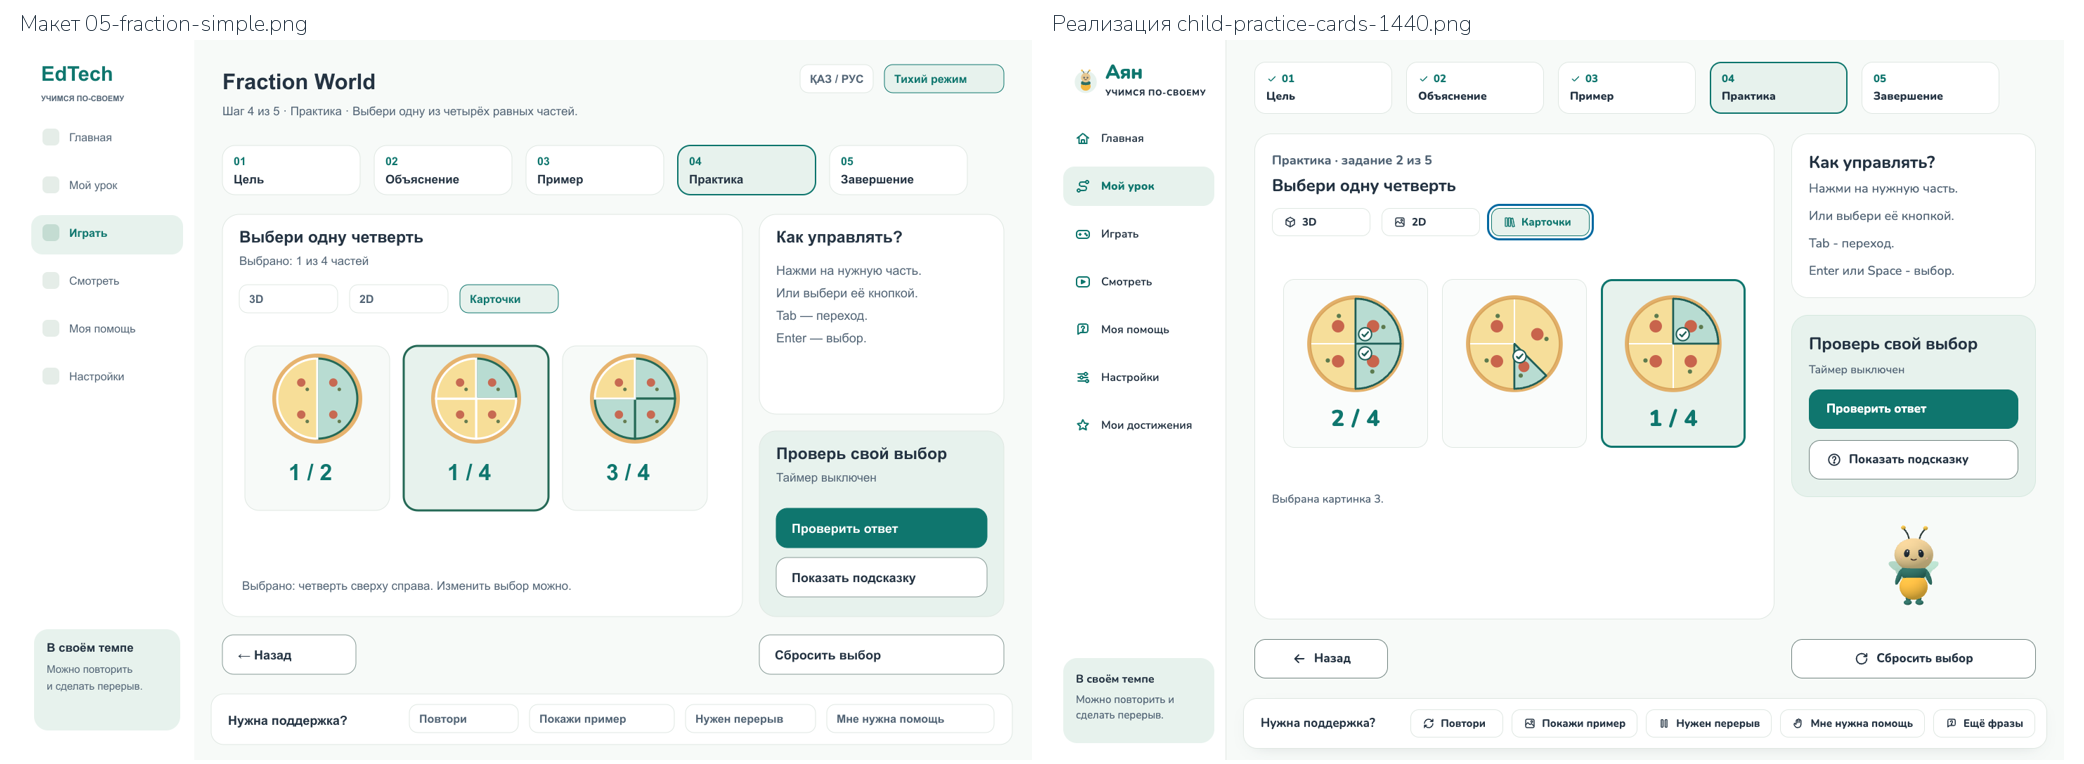 Макет 05-fraction-simple.png
EdTech
УЧИМСЯ ПО-СВОЕМУ
Главная
Мой урок
Играть
Смотреть
Моя помощь
Настройки
В своём темпе
Можно повторить
и сделать перерыв.
Fraction World
ҚАЗ / РУС
Тихий режим
Шаг 4 из 5 · Практика · Выбери одну из четырёх равных частей.
01
Цель
02
Объяснение
03
Пример
04
Практика
05
Завершение
Выбери одну четверть
Выбрано: 1 из 4 частей
3D
2D
Карточки
1 / 2
1 / 4
3 / 4
Выбрано: четверть сверху справа. Изменить выбор можно.
Как управлять?
Нажми на нужную часть.
Или выбери её кнопкой.
Tab — переход.
Enter — выбор.
Проверь свой выбор
Таймер выключен
Проверить ответ
Показать подсказку
← Назад
Сбросить выбор
Нужна поддержка?
Повтори
Покажи пример
Нужен перерыв
Мне нужна помощь
Реализация child-practice-cards-1440.png
Аян
УЧИМСЯ ПО-СВОЕМУ
Главная
Мой урок
Играть
Смотреть
Моя помощь
Настройки
Мои достижения
В своём темпе
Можно повторить и
сделать перерыв.
01
Цель
02
Объяснение
03
Пример
04
Практика
05
Завершение
Практика · задание 2 из 5
Выбери одну четверть
3D
2D
Карточки
2 / 4
1 / 4
Выбрана картинка 3.
Как управлять?
Нажми на нужную часть.
Или выбери её кнопкой.
Tab - переход.
Enter или Space - выбор.
Проверь свой выбор
Таймер выключен
Проверить ответ
Показать подсказку
← Назад
Сбросить выбор
Нужна поддержка?
Повтори
Покажи пример
Нужен перерыв
Мне нужна помощь
Ещё фразы